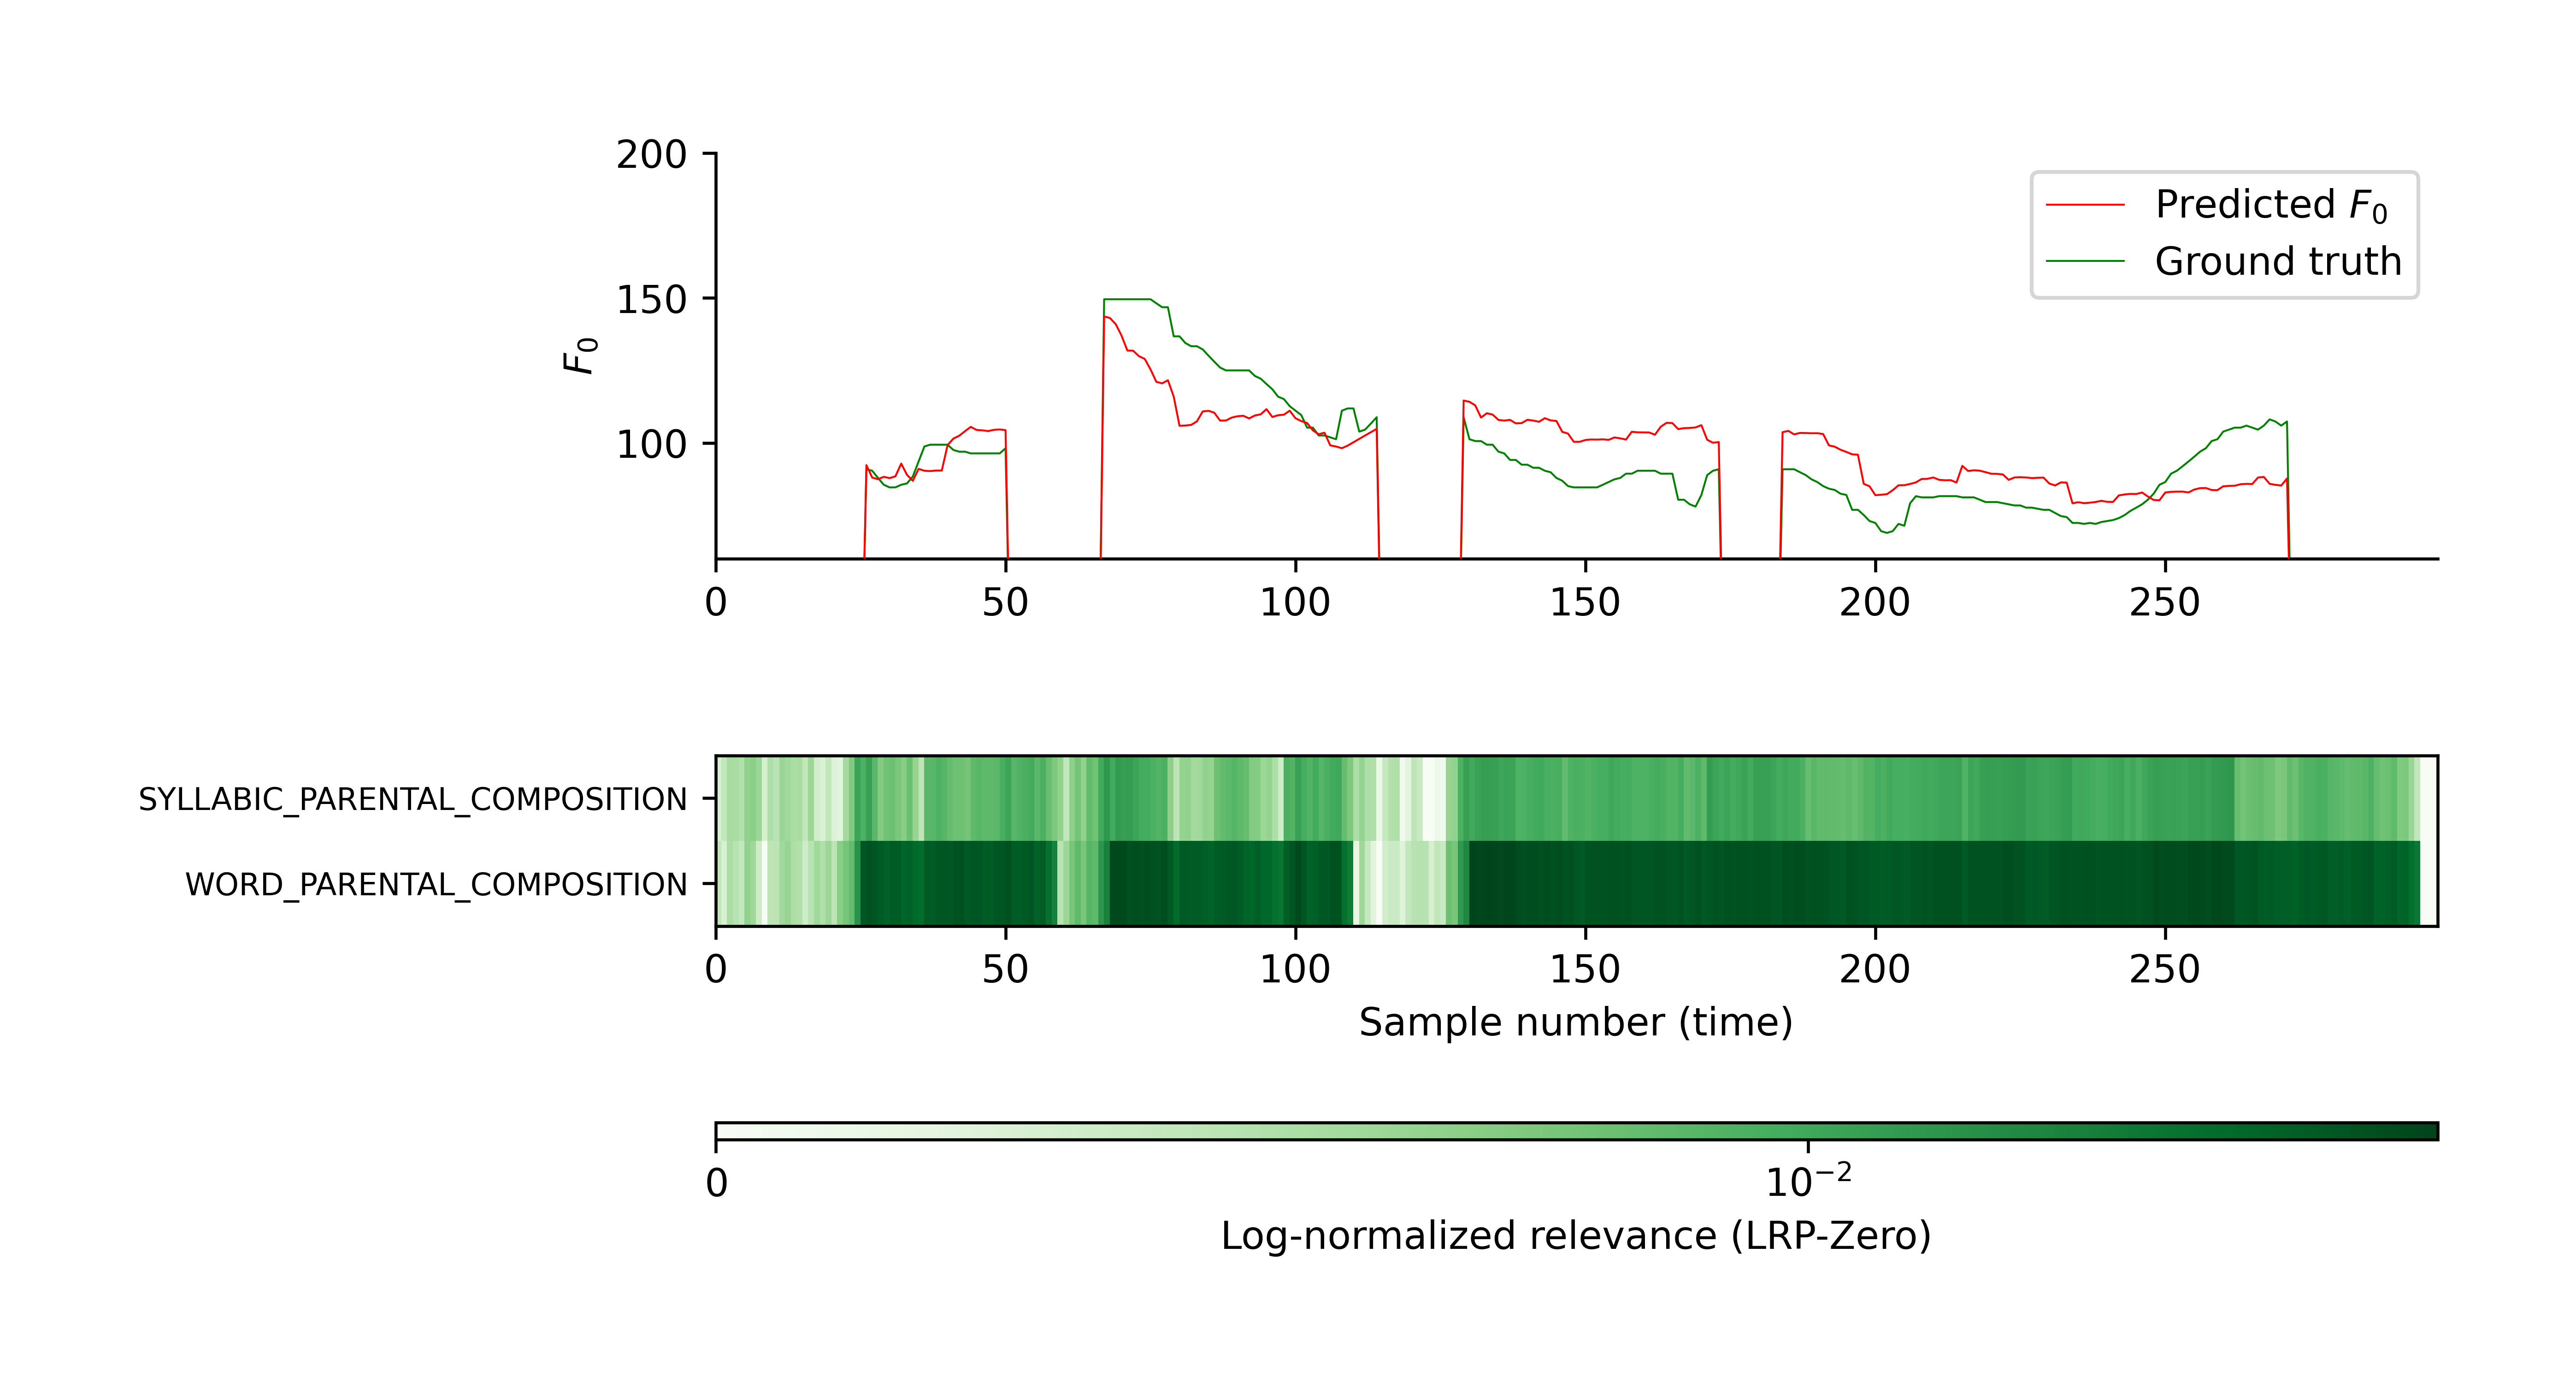 200
150
100
F₀
Predicted F₀
Ground truth
0 50 100 150 200 250
SYLLABIC_PARENTAL_COMPOSITION
WORD_PARENTAL_COMPOSITION
0 50 100 150 200 250
Sample number (time)
0 10⁻²
Log-normalized relevance (LRP-Zero)